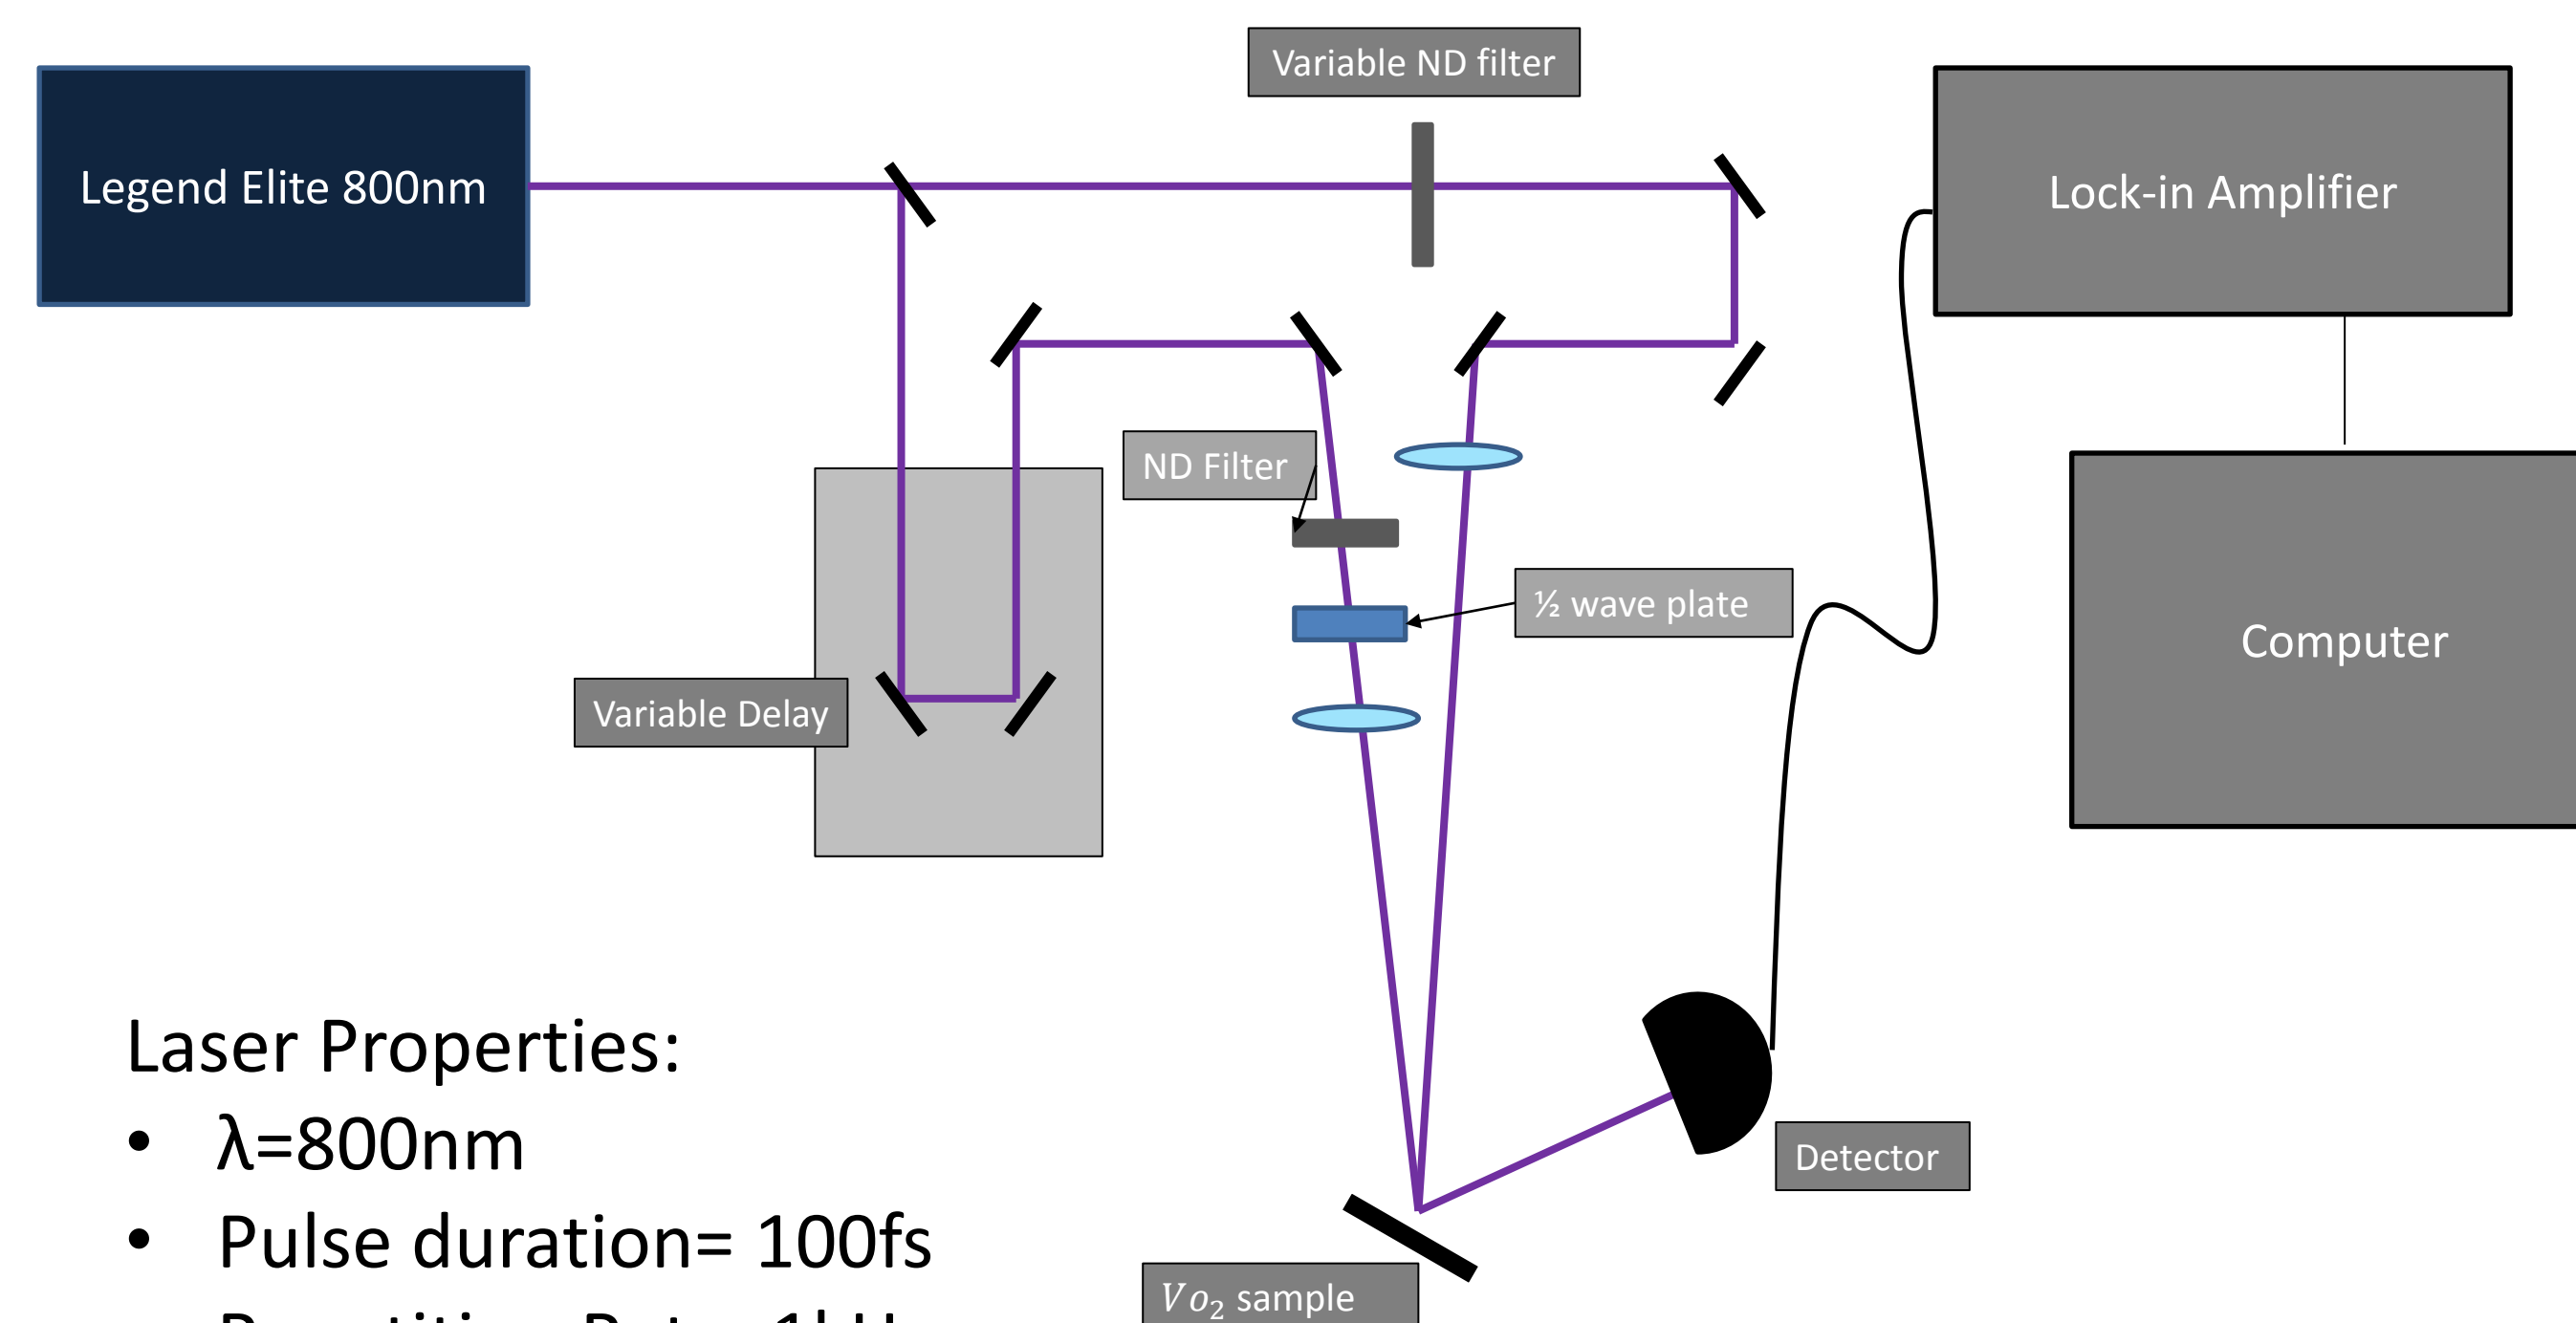 Variable ND filter
Legend Elite 800nm
Lock-in Amplifier
ND Filter
½ wave plate
Computer
Variable Delay
Laser Properties:
• λ=800nm
• Pulse duration= 100fs
Detector
Vo₂ sample